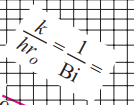 k/hr_o = 1/Bi =